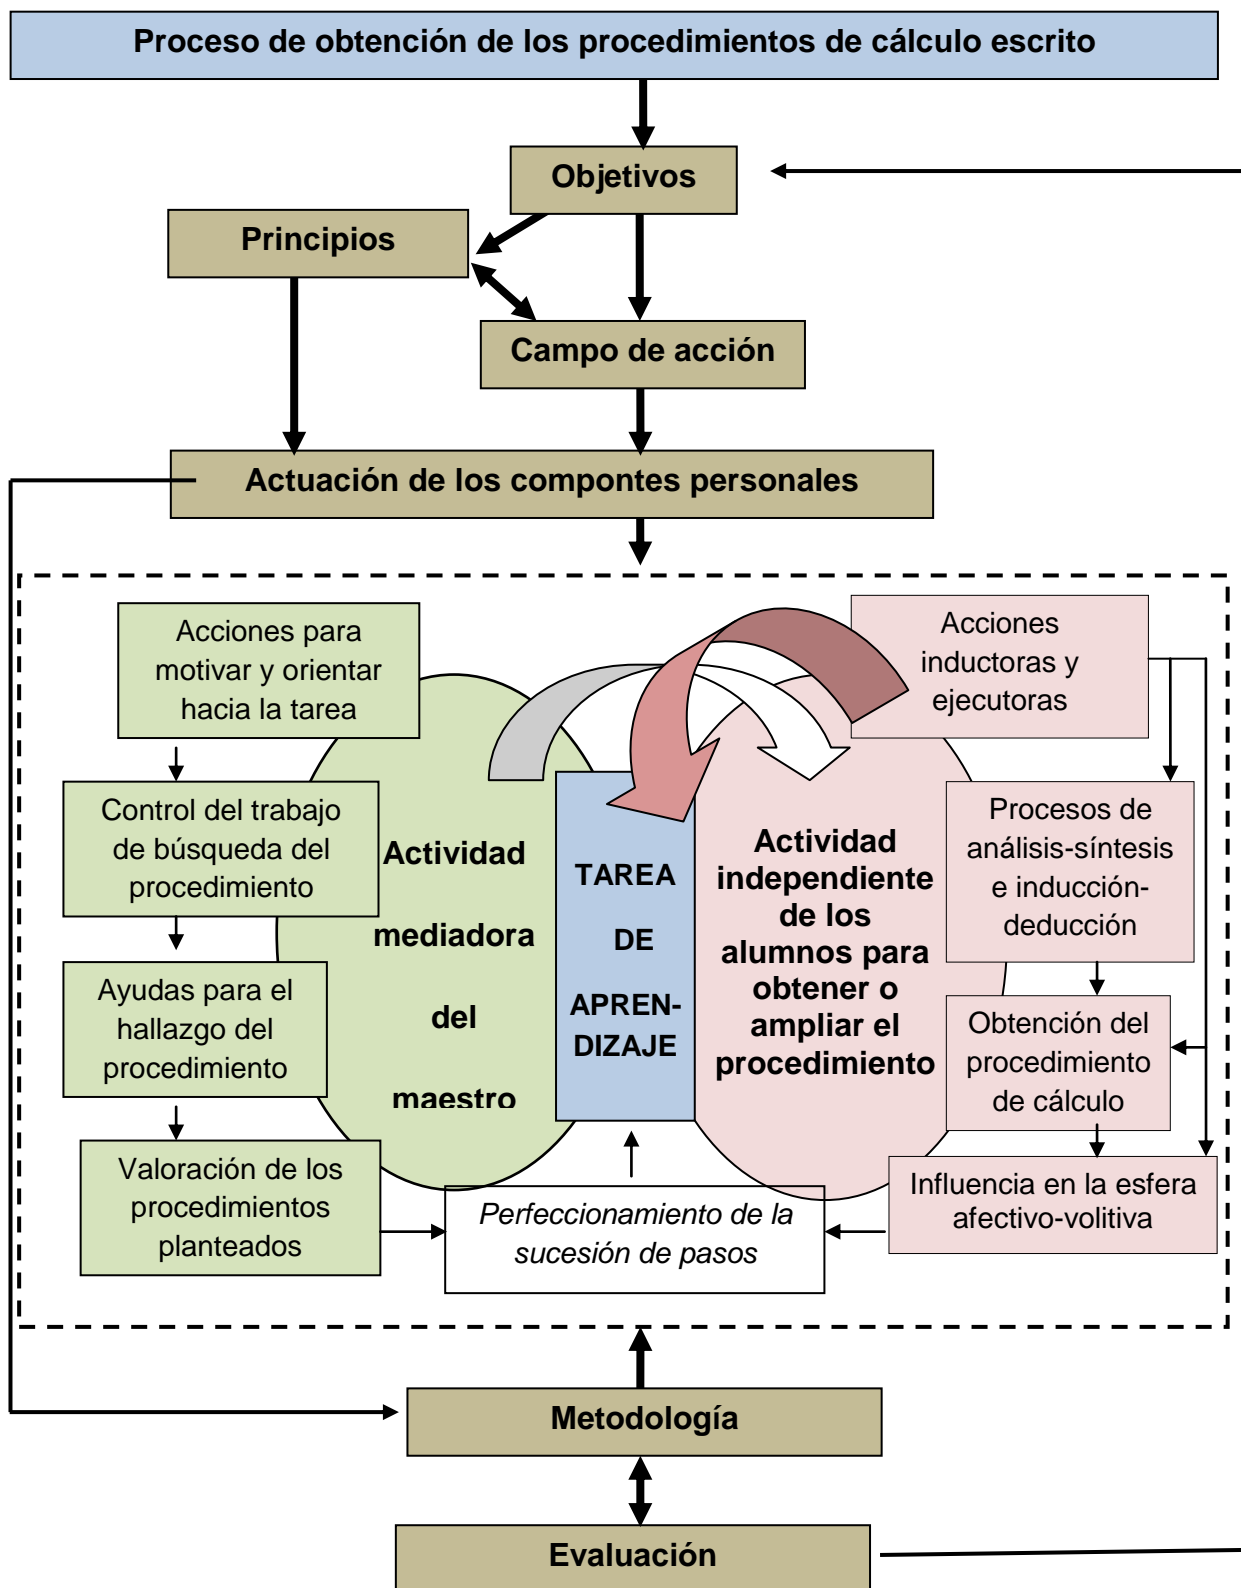 Proceso de obtención de los procedimientos de cálculo escrito
Objetivos
Principios
Campo de acción
Actuación de los compontes personales
Acciones para
motivar y orientar
hacia la tarea
Control del trabajo
de búsqueda del
procedimiento
Ayudas para el
hallazgo del
procedimiento
Valoración de los
procedimientos
planteados
Actividad
mediadora
del
maestro
TAREA
DE
APREN-
DIZAJE
Actividad
independiente
de los
alumnos para
obtener o
ampliar el
procedimiento
Acciones
inductoras y
ejecutoras
Procesos de
análisis-síntesis
e inducción-
deducción
Obtención del
procedimiento
de cálculo
Influencia en la esfera
afectivo-volitiva
Perfeccionamiento de la
sucesión de pasos
Metodología
Evaluación